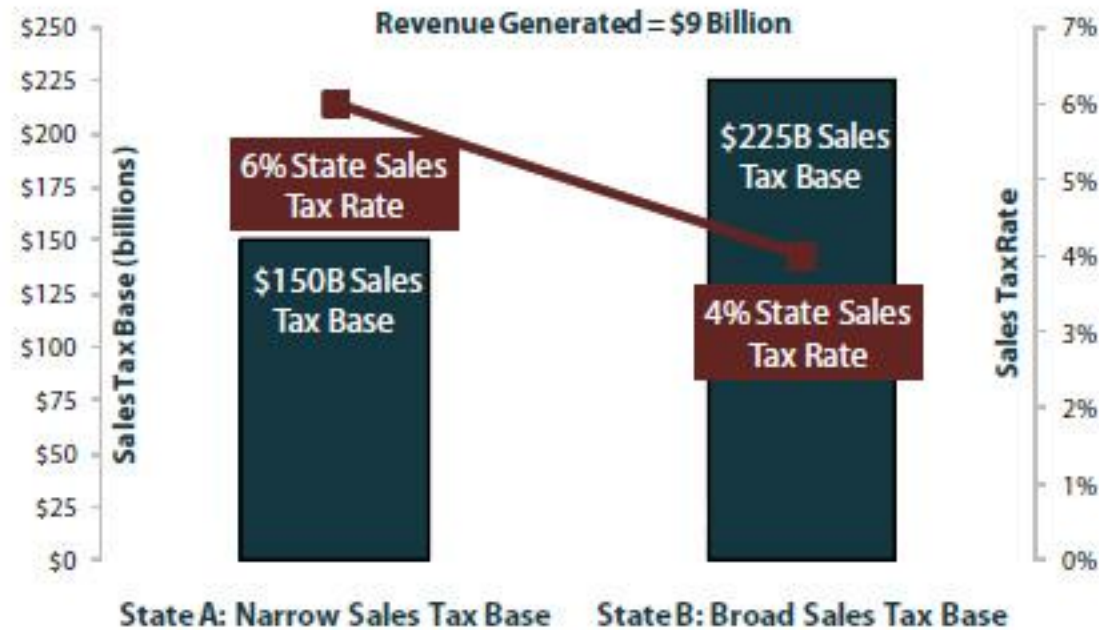 Revenue Generated = $9 Billion
$250
$225
$200
$175
$150
$125
$100
$75
$50
$25
$0
Sales Tax Base (billions)
6% State Sales
Tax Rate
$150B Sales
Tax Base
$225B Sales
Tax Base
4% State Sales
Tax Rate
7%
6%
5%
4%
3%
2%
1%
0%
Sales Tax Rate
State A: Narrow Sales Tax Base
State B: Broad Sales Tax Base